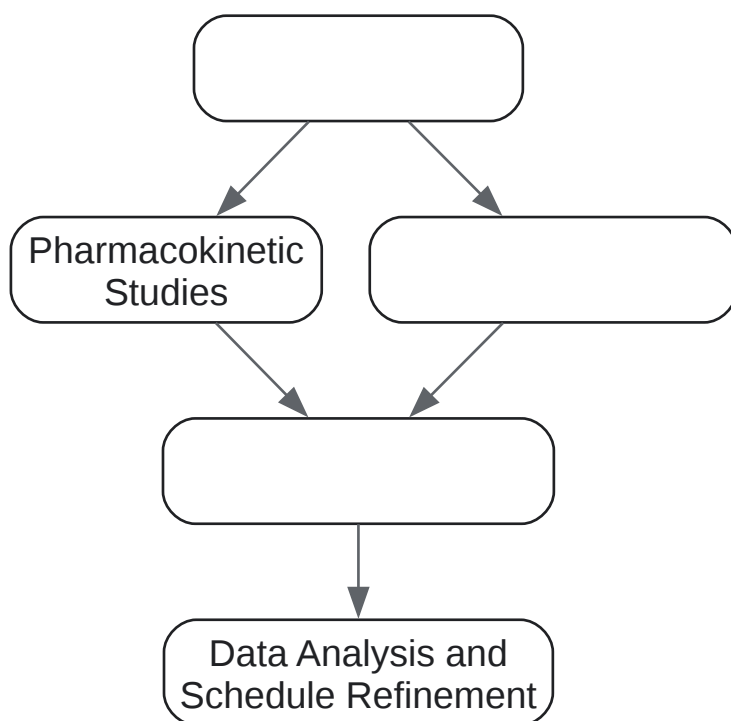 Pharmacokinetic
Studies
Data Analysis and
Schedule Refinement